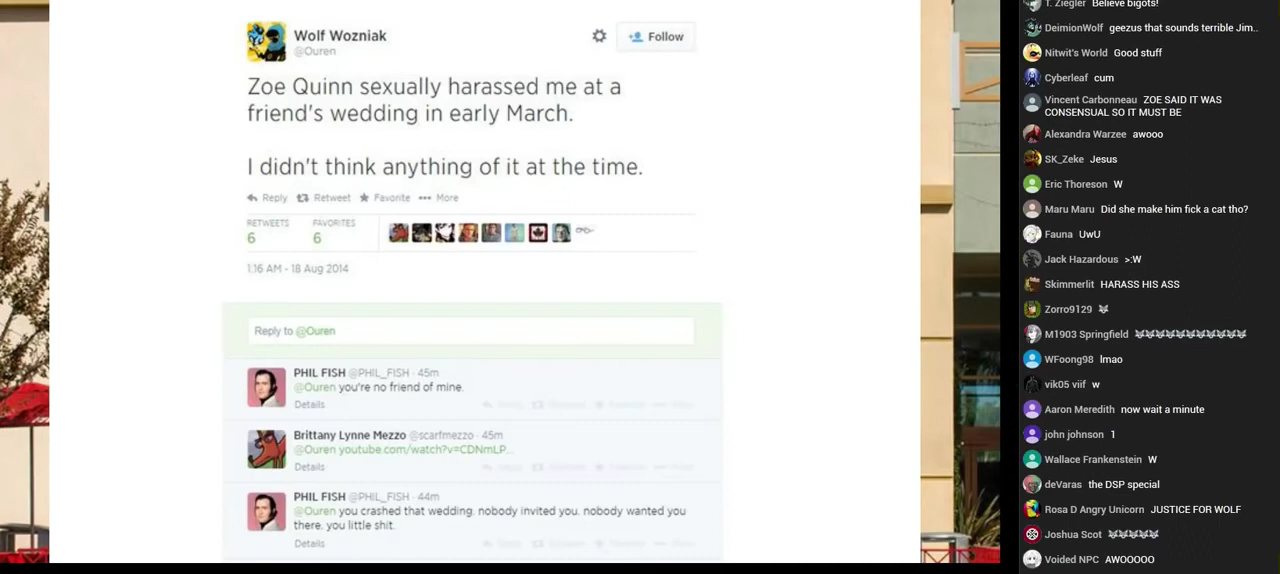 Wolf Wozniak
@Ouren
Follow
Zoe Quinn sexually harassed me at a
friend's wedding in early March.
I didn't think anything of it at the time.
Reply Retweet Favorite More
RETWEETS FAVORITES
6 6
1:16 AM - 18 Aug 2014
Reply to @Ouren
PHIL FISH @PHIL_FISH · 45m
@Ouren you're no friend of mine.
Details
Brittany Lynne Mezzo @scarfmezzo · 45m
@Ouren youtube.com/watch?v=CDNmLP...
Details
PHIL FISH @PHIL_FISH · 44m
@Ouren you crashed that wedding. nobody invited you. nobody wanted you
there. you little shit.
Details
T. Ziegler Believe bigots!
DeimionWolf geezus that sounds terrible Jim..
Nitwit's World Good stuff
Cyberleaf cum
Vincent Carbonneau ZOE SAID IT WAS
CONSENSUAL SO IT MUST BE
Alexandra Warzee awooo
SK_Zeke Jesus
Eric Thoreson W
Maru Maru Did she make him fick a cat tho?
Fauna UwU
Jack Hazardous >:W
Skimmerlit HARASS HIS ASS
Zorro9129
M1903 Springfield
WFoong98 lmao
vik05 viif w
Aaron Meredith now wait a minute
john johnson 1
Wallace Frankenstein W
deVaras the DSP special
Rosa D Angry Unicorn JUSTICE FOR WOLF
Joshua Scot
Voided NPC AWOOOOO